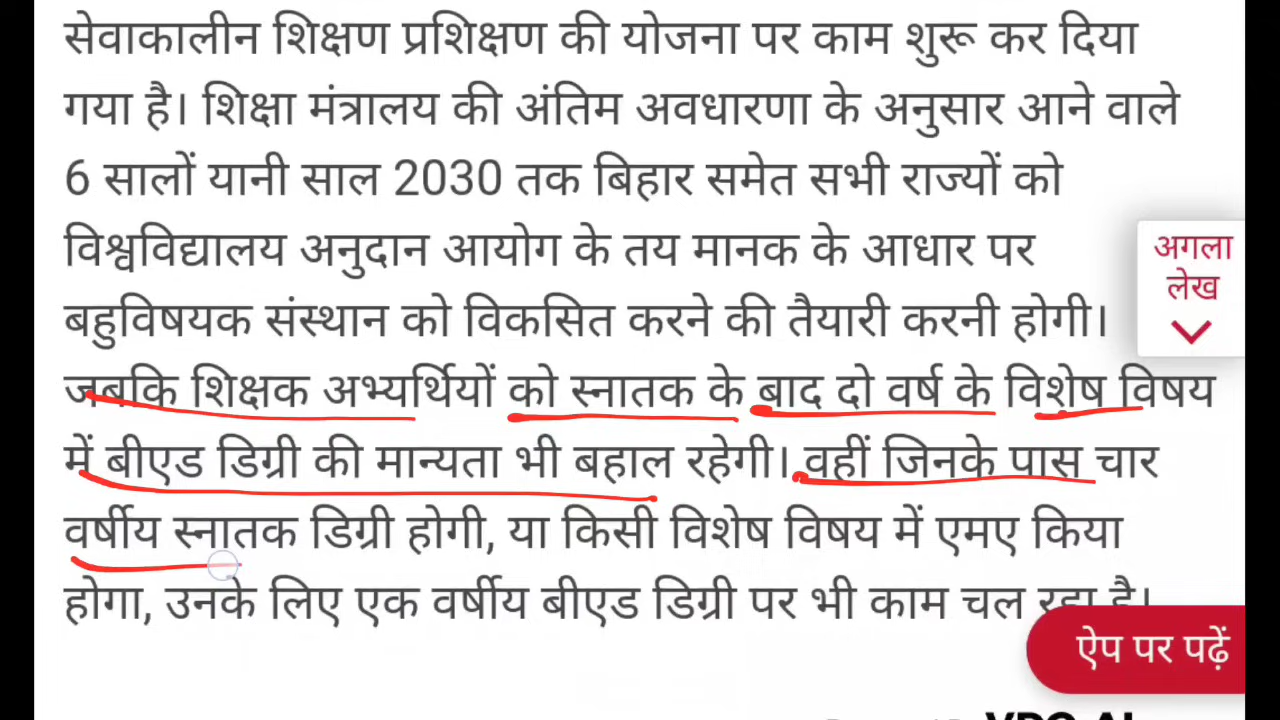 सेवाकालीन शिक्षण प्रशिक्षण की योजना पर काम शुरू कर दिया
गया है। शिक्षा मंत्रालय की अंतिम अवधारणा के अनुसार आने वाले
6 सालों यानी साल 2030 तक बिहार समेत सभी राज्यों को
विश्वविद्यालय अनुदान आयोग के तय मानक के आधार पर
बहुविषयक संस्थान को विकसित करने की तैयारी करनी होगी।
जबकि शिक्षक अभ्यर्थियों को स्नातक के बाद दो वर्ष के विशेष विषय
में बीएड डिग्री की मान्यता भी बहाल रहेगी। वहीं जिनके पास चार
वर्षीय स्नातक डिग्री होगी, या किसी विशेष विषय में एमए किया
होगा, उनके लिए एक वर्षीय बीएड डिग्री पर भी काम चल रहा है।
अगला
लेख
ऐप पर पढ़ें